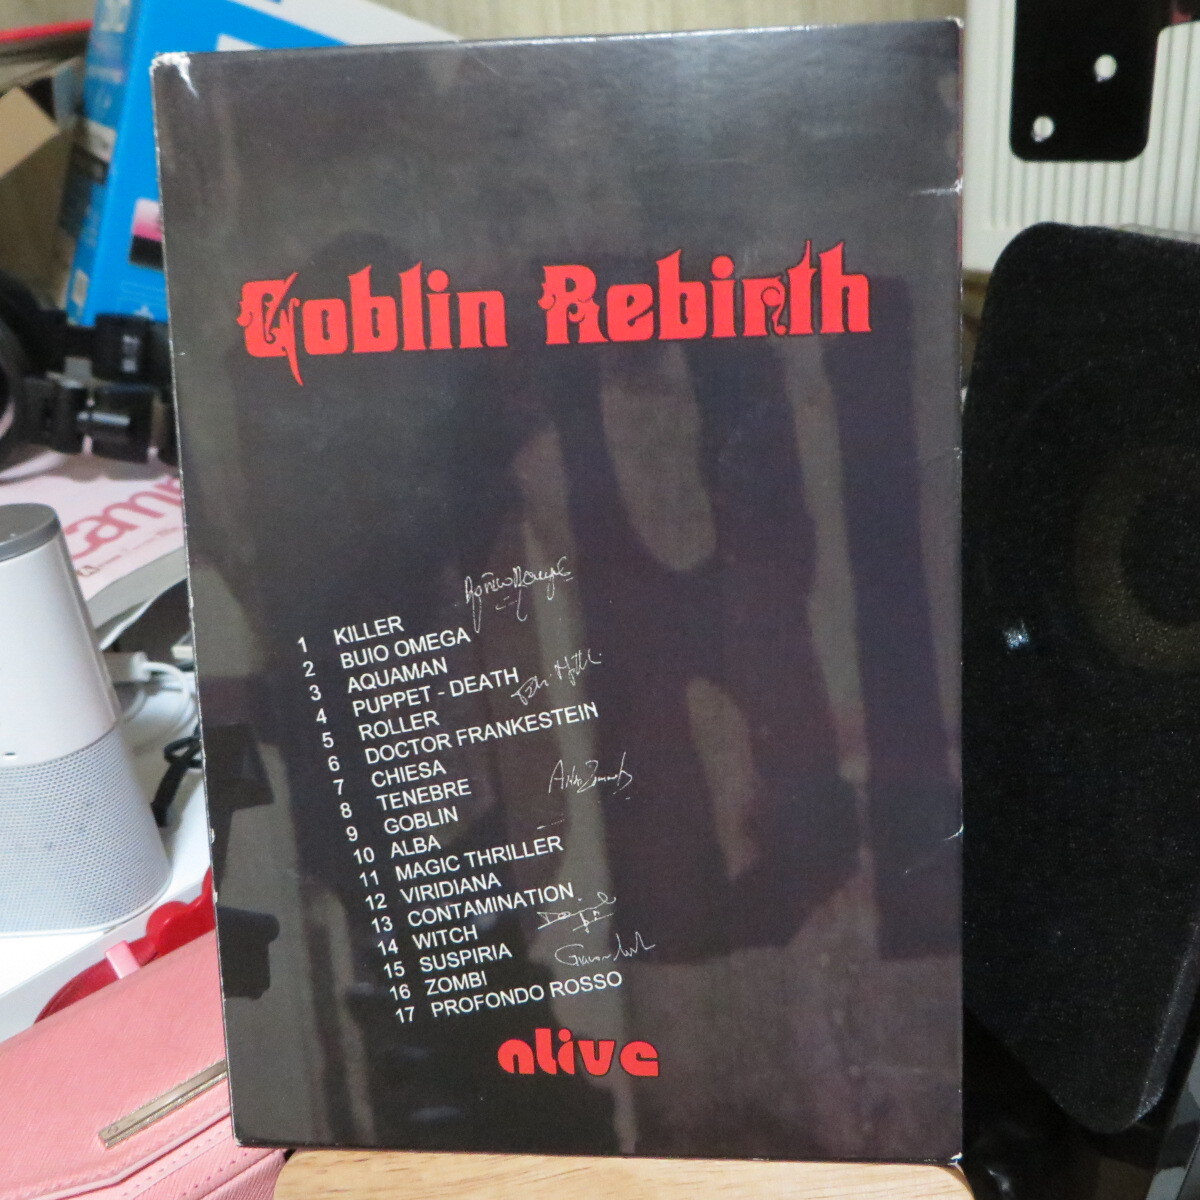 Goblin Rebirth
1 KILLER
2 BUIO OMEGA
3 AQUAMAN
4 PUPPET - DEATH
5 ROLLER
6 DOCTOR FRANKESTEIN
7 CHIESA
8 TENEBRE
9 GOBLIN
10 ALBA
11 MAGIC THRILLER
12 VIRIDIANA
13 CONTAMINATION
14 WITCH
15 SUSPIRIA
16 ZOMBI
17 PROFONDO ROSSO
alive